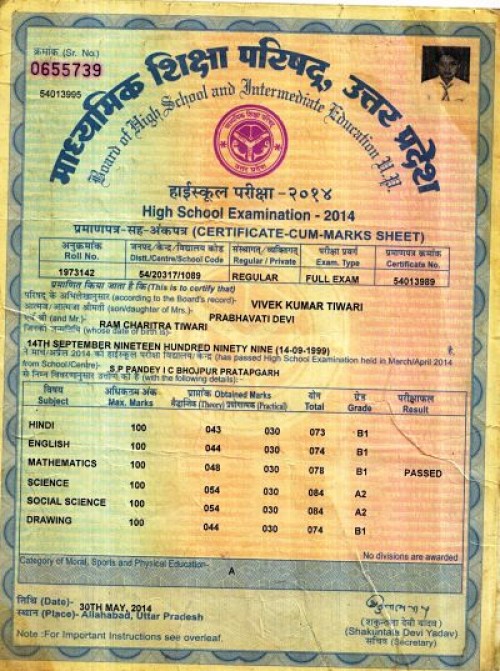 क्रमांक (Sr. No.)
0655739
54013995
माध्यमिक शिक्षा परिषद्, उत्तर प्रदेश
Board of High School and Intermediate Education U.P.
हाईस्कूल परीक्षा - २०१४
High School Examination - 2014
प्रमाणपत्र-सह-अंकपत्र (CERTIFICATE-CUM-MARKS SHEET)
अनुक्रमांक जनपद/केन्द्र/विद्यालय कोड संस्थागत/व्यक्तिगत परीक्षा प्रवर्ग प्रमाणपत्र क्रमांक
Roll No. Distt./Centre/School Code Regular / Private Exam. Type Certificate No.
1973142 54/20317/1089 REGULAR FULL EXAM 54013989
प्रमाणित किया जाता है कि (This is to certify that)
परिषद् के अभिलेखानुसार (according to the Board's record)- VIVEK KUMAR TIWARI
आत्मज/आत्मजा श्रीमती (son/daughter of Mrs.)- PRABHAVATI DEVI
एवं श्री (and Mr.) RAM CHARITRA TIWARI
जिनकी जन्मतिथि (whose date of birth is)-
14TH SEPTEMBER NINETEEN HUNDRED NINETY NINE (14-09-1999) है,
ने मार्च/अप्रैल 2014 की हाईस्कूल परीक्षा विद्यालय/केन्द्र (has passed High School Examination held in March/April 2014
from School/Centre)- S P PANDEY I C BHOJPUR PRATAPGARH
से निम्न विवरणानुसार उत्तीर्ण की है (with the following details):-
विषय अधिकतम अंक प्राप्तांक Obtained Marks योग ग्रेड परीक्षाफल
Subject Max. Marks सैद्धान्तिक (Theory) प्रयोगात्मक (Practical) Total Grade Result
HINDI 100 043 030 073 B1
ENGLISH 100 044 030 074 B1
MATHEMATICS 100 048 030 078 B1 PASSED
SCIENCE 100 054 030 084 A2
SOCIAL SCIENCE 100 054 030 084 A2
DRAWING 100 044 030 074 B1
No divisions are awarded
Category of Moral, Sports and Physical Education- A
तिथि (Date)- 30TH MAY, 2014
स्थान (Place)- Allahabad, Uttar Pradesh
(शकुन्तला देवी यादव)
(Shakuntala Devi Yadav)
सचिव (Secretary)
Note :For Important Instructions see overleaf.